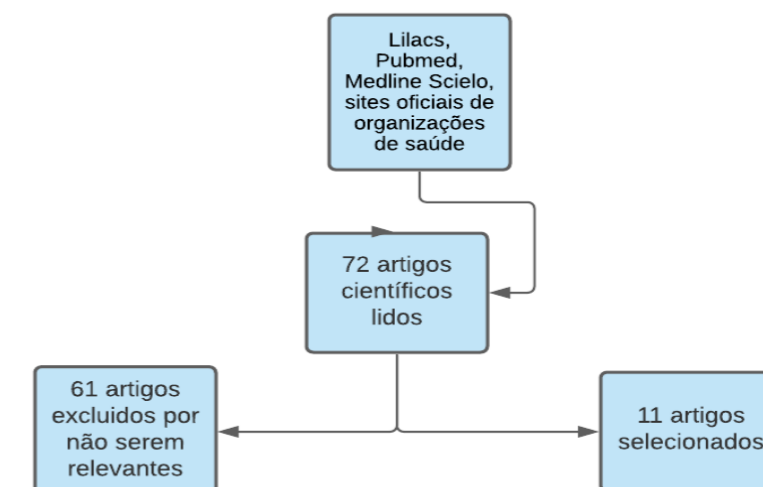 Lilacs,
Pubmed,
Medline Scielo,
sites oficiais de
organizações
de saúde
72 artigos
científicos
lidos
61 artigos
excluidos por
não serem
relevantes
11 artigos
selecionados